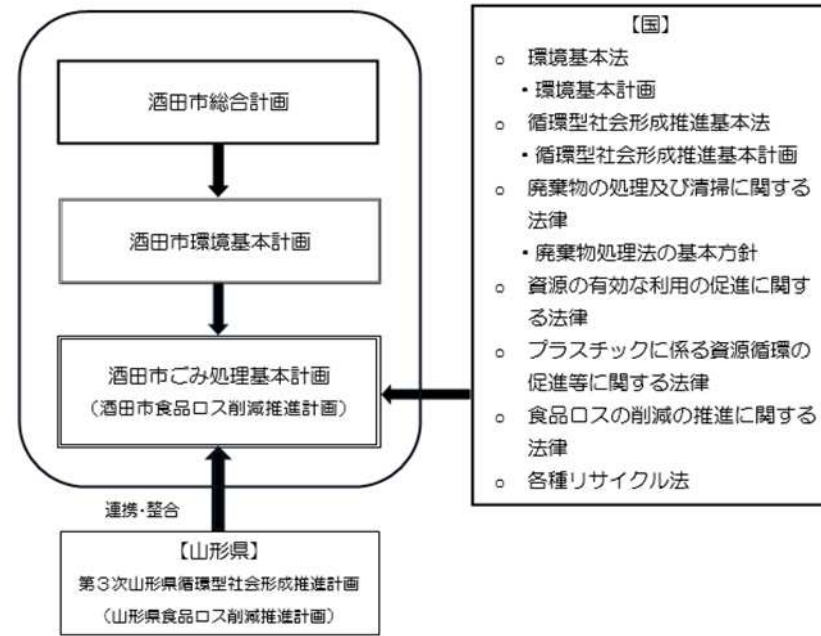 酒田市総合計画
酒田市環境基本計画
酒田市ごみ処理基本計画
（酒田市食品ロス削減推進計画）
連携・整合
【山形県】
第３次山形県循環型社会形成推進計画
（山形県食品ロス削減推進計画）
【国】
○ 環境基本法
・環境基本計画
○ 循環型社会形成推進基本法
・循環型社会形成推進基本計画
○ 廃棄物の処理及び清掃に関する
法律
・廃棄物処理法の基本方針
○ 資源の有効な利用の促進に関す
る法律
○ プラスチックに係る資源循環の
促進等に関する法律
○ 食品ロスの削減の推進に関する
法律
○ 各種リサイクル法